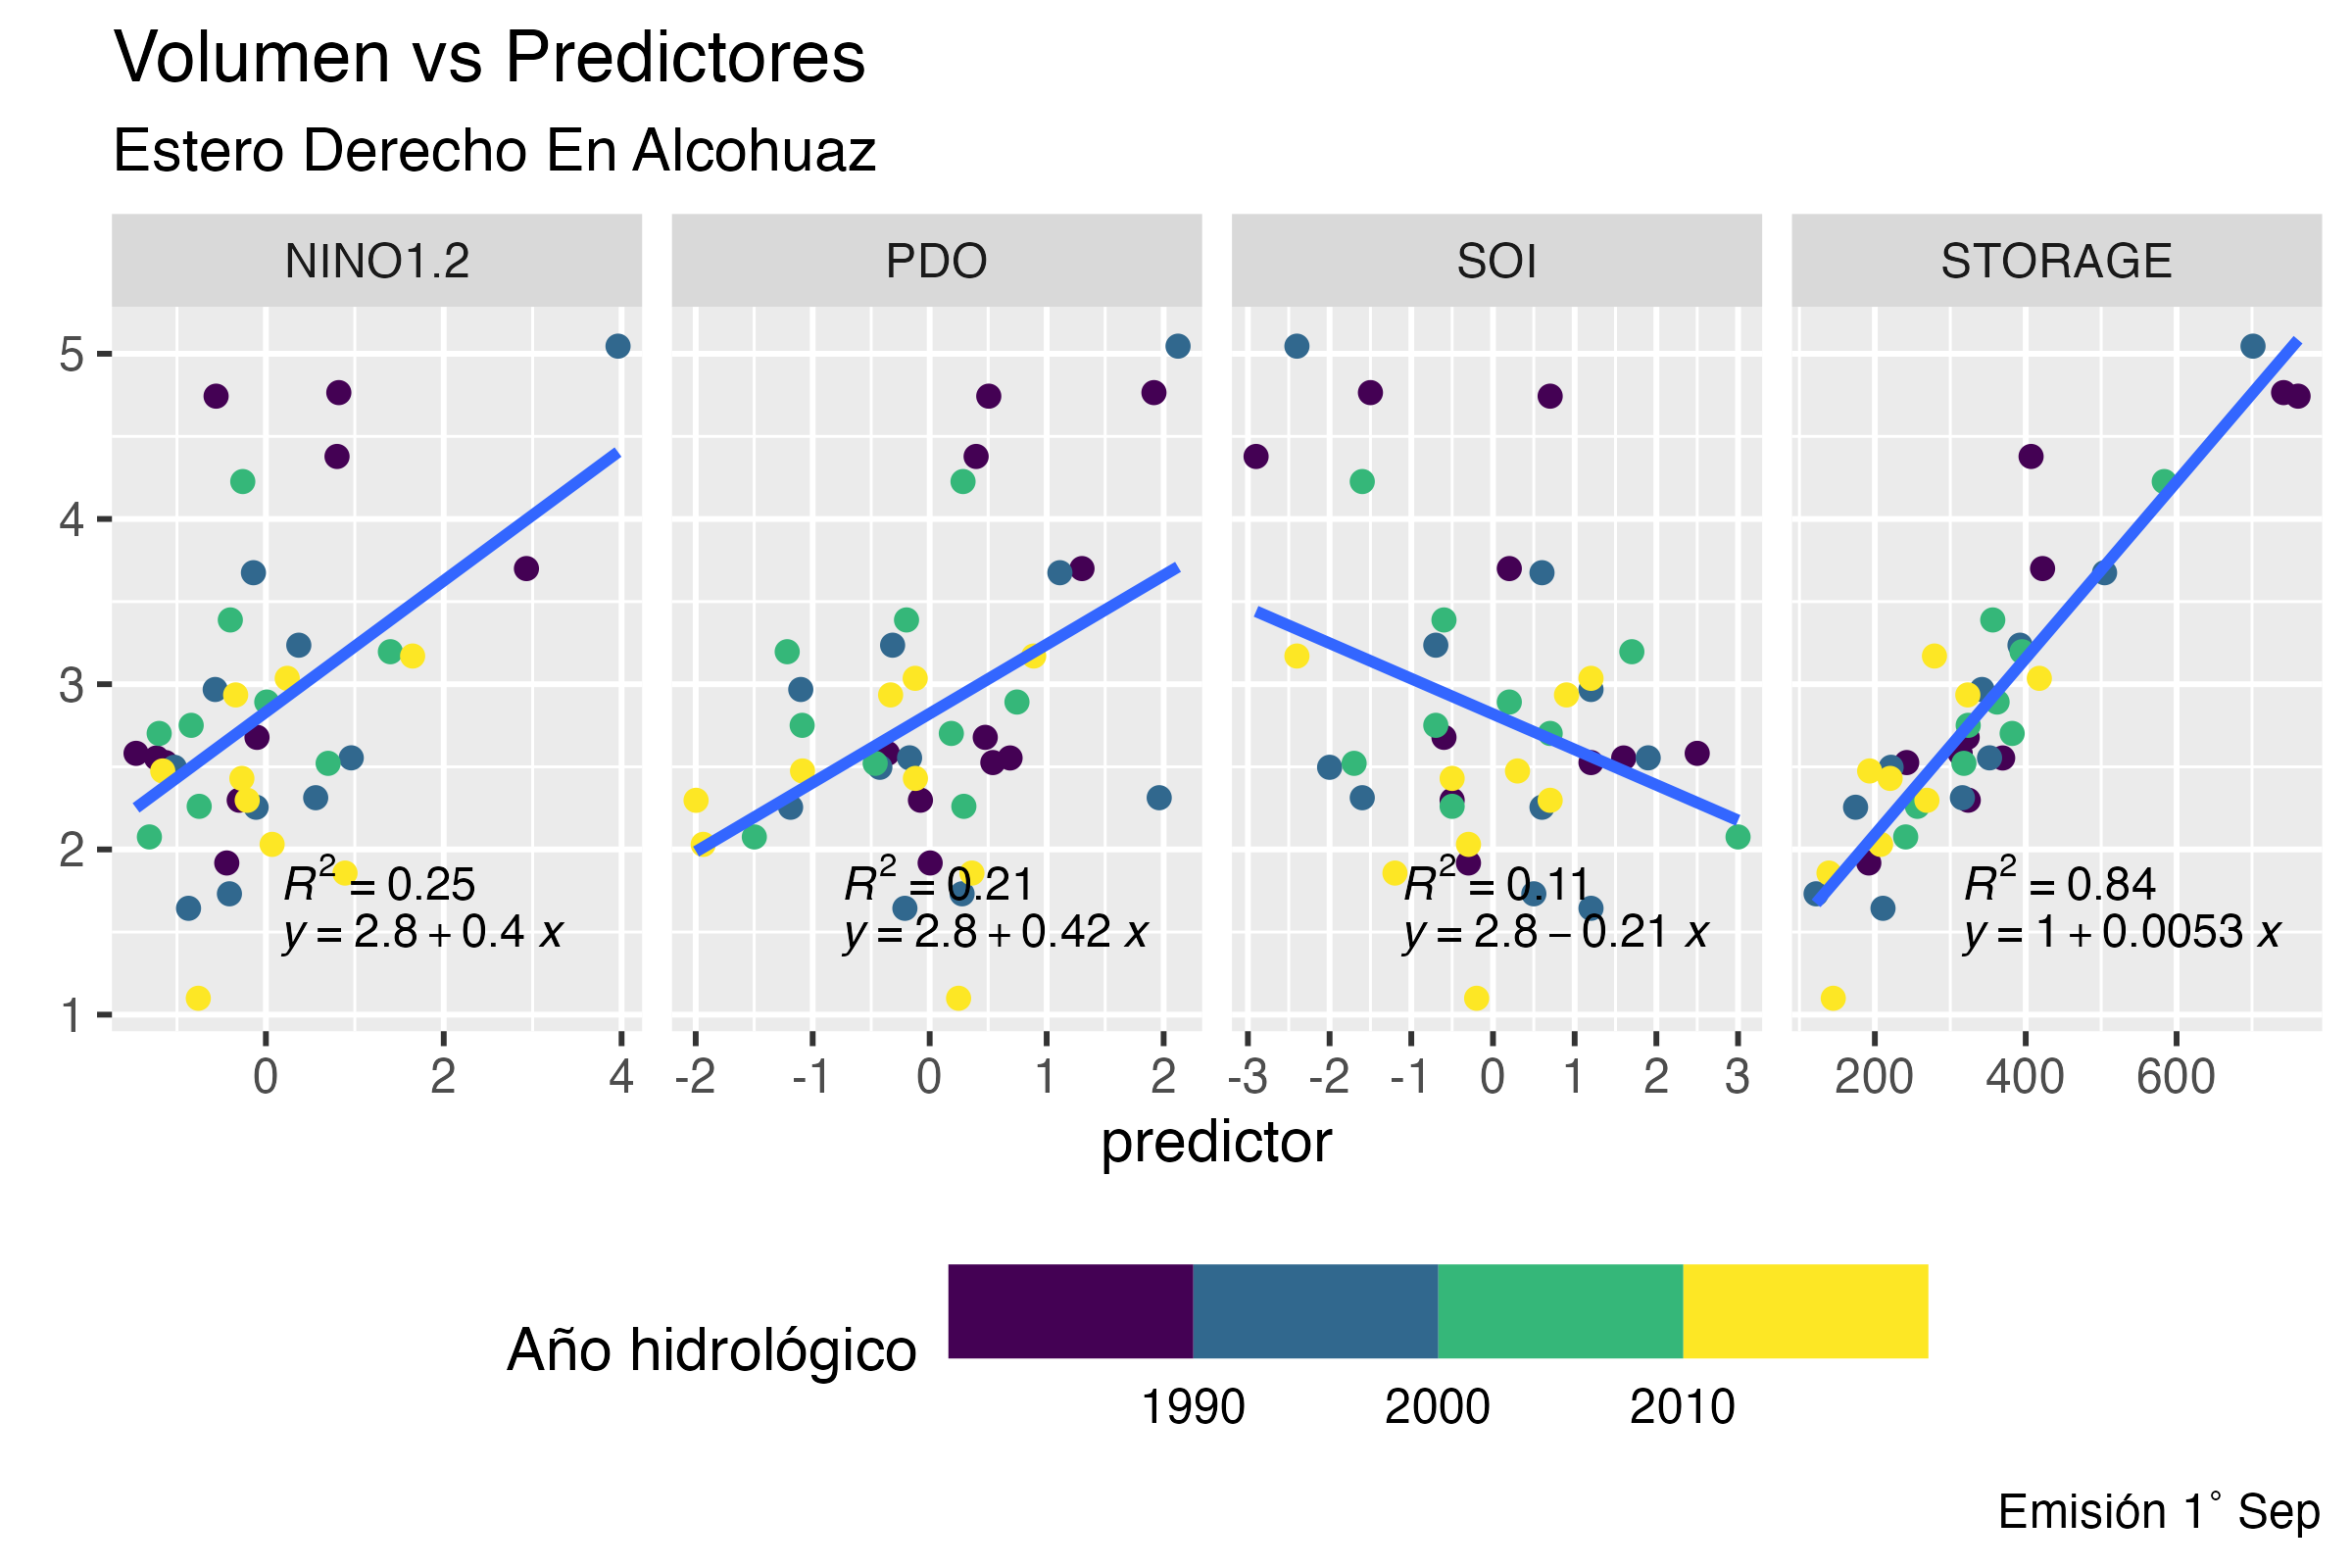 Volumen vs Predictores
Estero Derecho En Alcohuaz
NINO1.2 PDO SOI STORAGE
5
4
3
2
1
R² = 0.25 R² = 0.21 R² = 0.11 R² = 0.84
y = 2.8 + 0.4 x y = 2.8 + 0.42 x y = 2.8 − 0.21 x y = 1 + 0.0053 x
0 2 4 -2 -1 0 1 2 -3 -2 -1 0 1 2 3 200 400 600
predictor
Año hidrológico
1990 2000 2010
Emisión 1° Sep